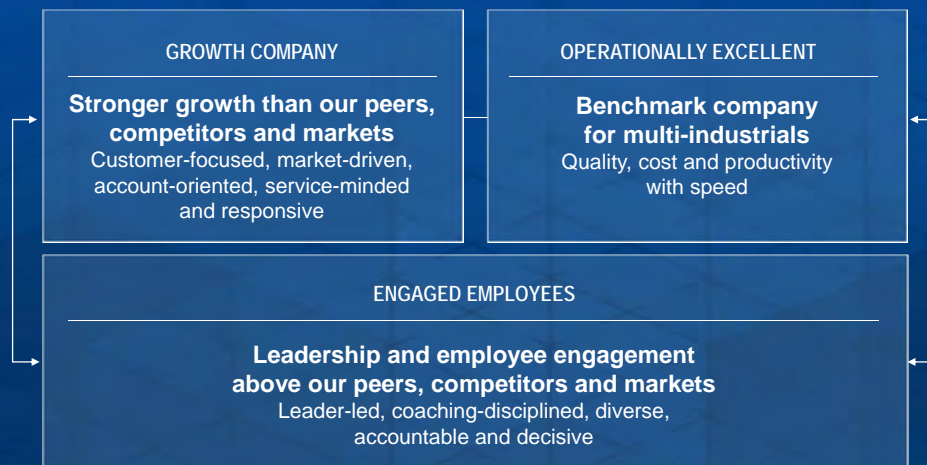 GROWTH COMPANY
Stronger growth than our peers,
competitors and markets
Customer-focused, market-driven,
account-oriented, service-minded
and responsive
OPERATIONALLY EXCELLENT
Benchmark company
for multi-industrials
Quality, cost and productivity
with speed
ENGAGED EMPLOYEES
Leadership and employee engagement
above our peers, competitors and markets
Leader-led, coaching-disciplined, diverse,
accountable and decisive